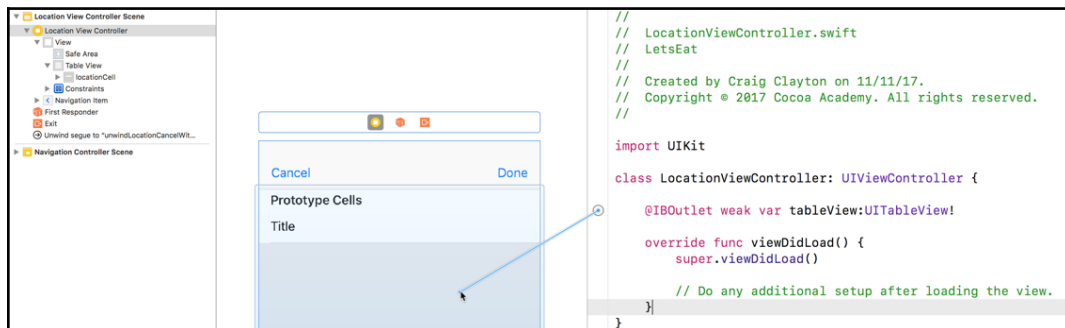 Location View Controller Scene
Location View Controller
View
Safe Area
Table View
locationCell
Constraints
Navigation Item
First Responder
Exit
Unwind segue to "unwindLocationCancelWit...
Navigation Controller Scene
Cancel
Done
Prototype Cells
Title
//
//  LocationViewController.swift
//  LetsEat
//
//  Created by Craig Clayton on 11/11/17.
//  Copyright © 2017 Cocoa Academy. All rights reserved.
//
import UIKit
class LocationViewController: UIViewController {
@IBOutlet weak var tableView:UITableView!
override func viewDidLoad() {
super.viewDidLoad()
// Do any additional setup after loading the view.
}
}